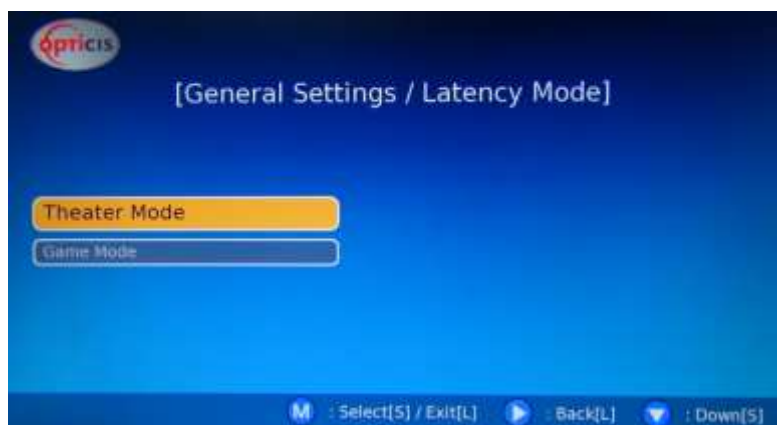 opticis
[General Settings / Latency Mode]
Theater Mode
Game Mode
M : Select[S] / Exit[L] : Back[L] : Down[S]